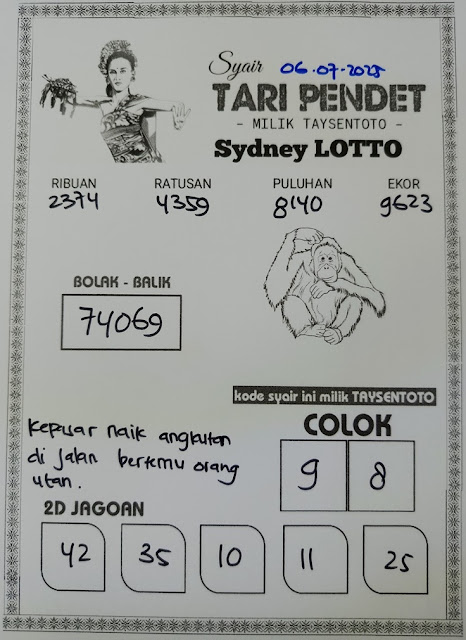 Syair 06.07-2025
TARI PENDET
- MILIK TAYSENTOTO -
Sydney LOTTO
RIBUAN RATUSAN PULUHAN EKOR
2374 4359 8140 9623
BOLAK - BALIK
74069
kode syair ini milik TAYSENTOTO
COLOK
9 8
Kepuar naik angkutan
di jalan bertemu orang
utan.
2D JAGOAN
42 35 10 11 25